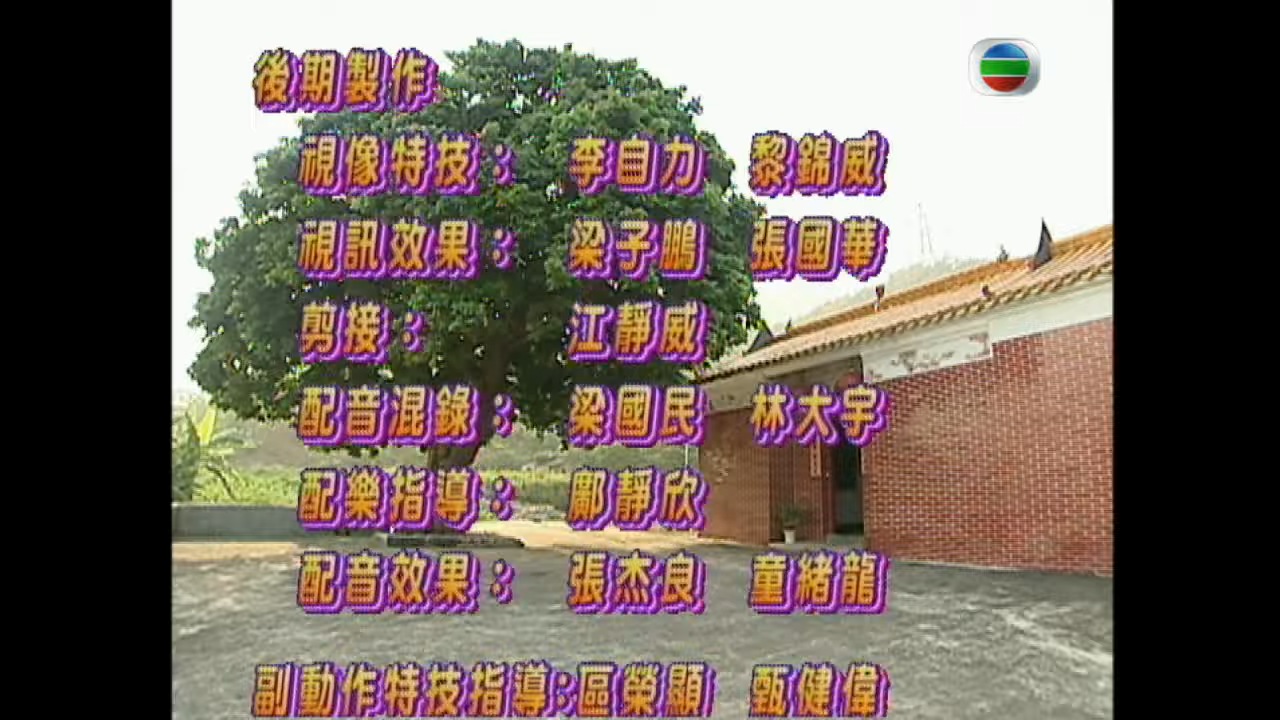 後期製作
視像特技： 李自力 黎錦威
視訊效果： 梁子鵬 張國華
剪接： 江靜威
配音混錄： 梁國民 林大宇
配樂指導： 鄺靜欣
配音效果： 張杰良 童緒龍
副動作特技指導:區榮顯 甄健偉